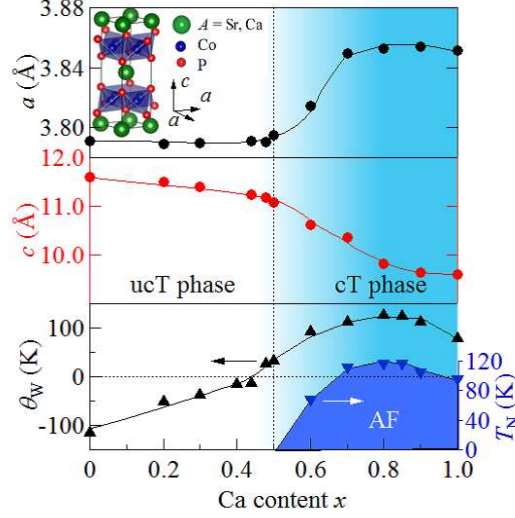 3.88
3.84
3.80
a (Å)
A = Sr, Ca
Co
P
c
a
a
12.0
11.0
10.0
c (Å)
ucT phase
cT phase
100
0
-100
θ_W (K)
120
80
40
0
T_N (K)
AF
0
0.2
0.4
0.6
0.8
1.0
Ca content x